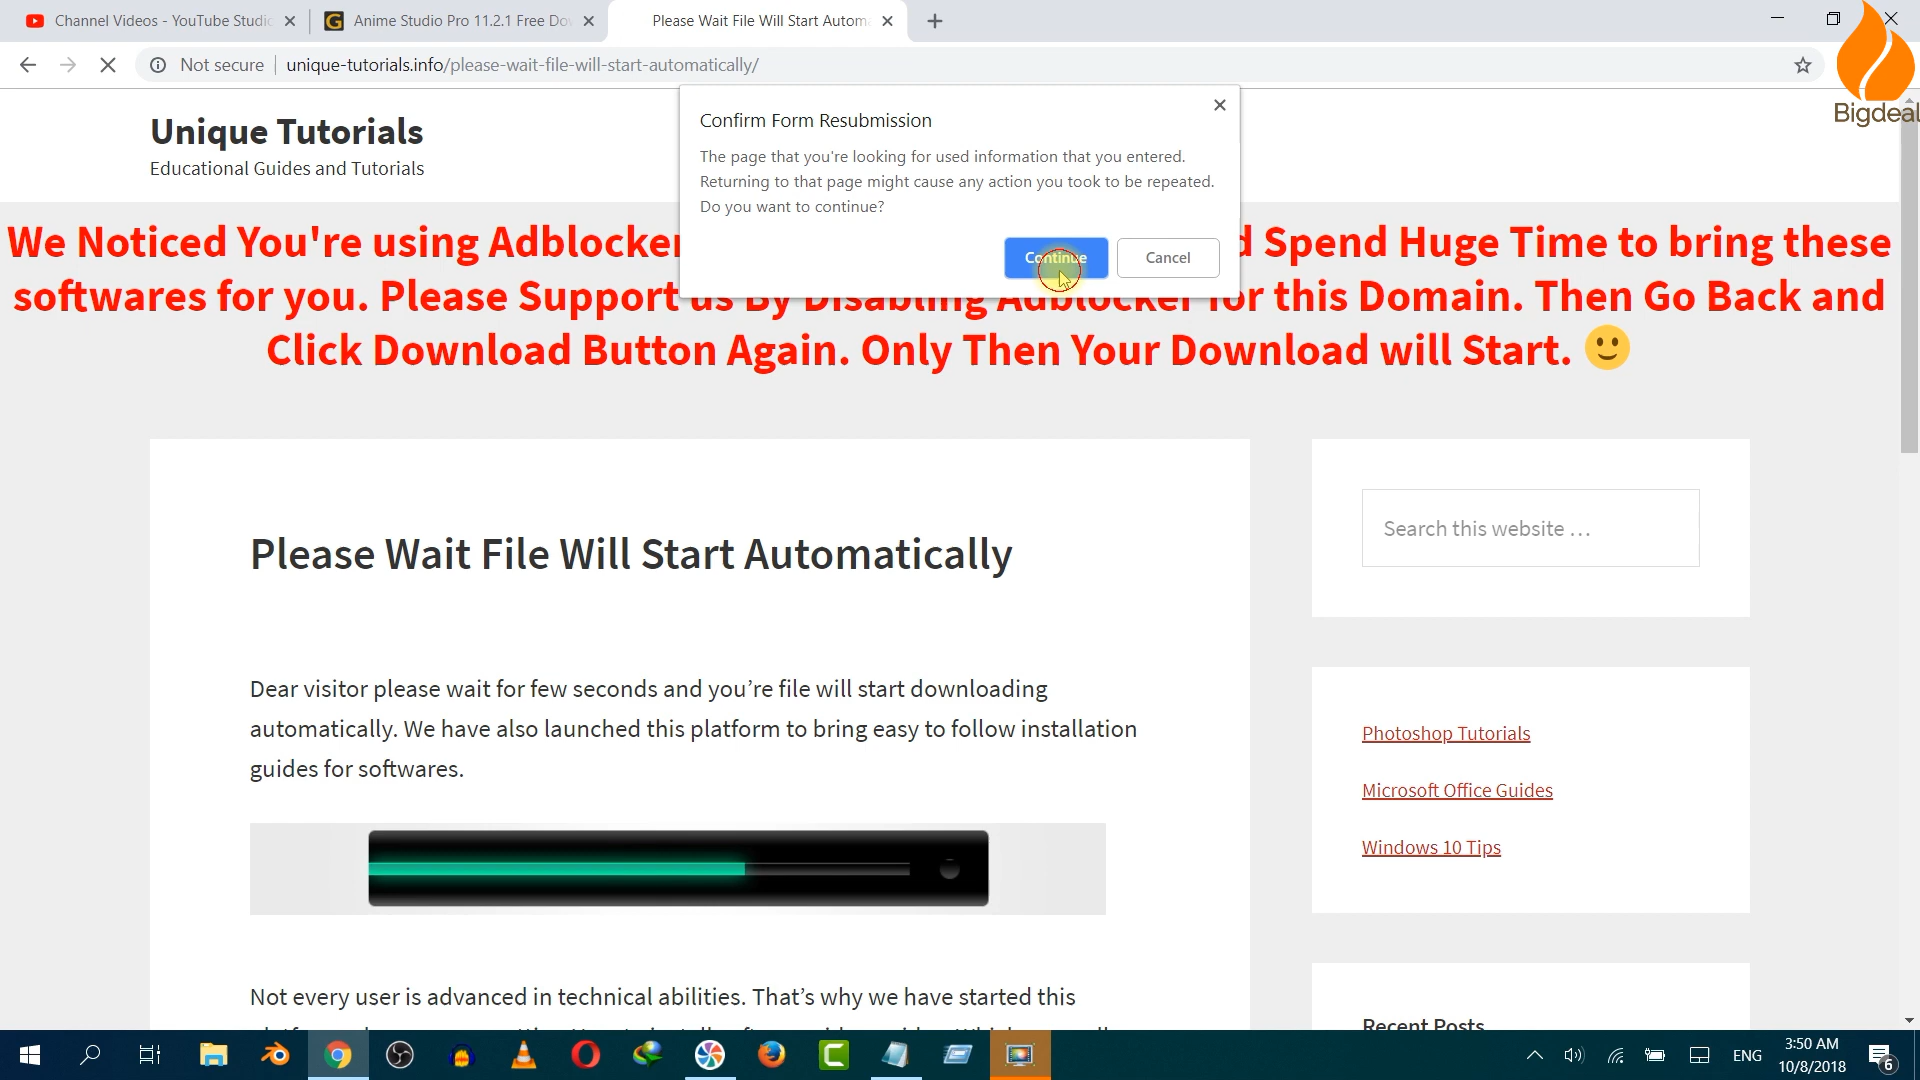 Channel Videos - YouTube Studio
Anime Studio Pro 11.2.1 Free Dow
Please Wait File Will Start Autom
Not secure
unique-tutorials.info/please-wait-file-will-start-automatically/
Bigdeal
Unique Tutorials
Educational Guides and Tutorials
Confirm Form Resubmission
The page that you're looking for used information that you entered.
Returning to that page might cause any action you took to be repeated.
Do you want to continue?
Continue
Cancel
We Noticed You're using Adblocker Spend Huge Time to bring these
softwares for you. Please Support us By Disabling Adblocker for this Domain. Then Go Back and
Click Download Button Again. Only Then Your Download will Start. 🙂
Please Wait File Will Start Automatically
Search this website …
Dear visitor please wait for few seconds and you’re file will start downloading
automatically. We have also launched this platform to bring easy to follow installation
guides for softwares.
Photoshop Tutorials
Microsoft Office Guides
Windows 10 Tips
Not every user is advanced in technical abilities. That’s why we have started this
Recent Posts
ENG
3:50 AM
10/8/2018
6